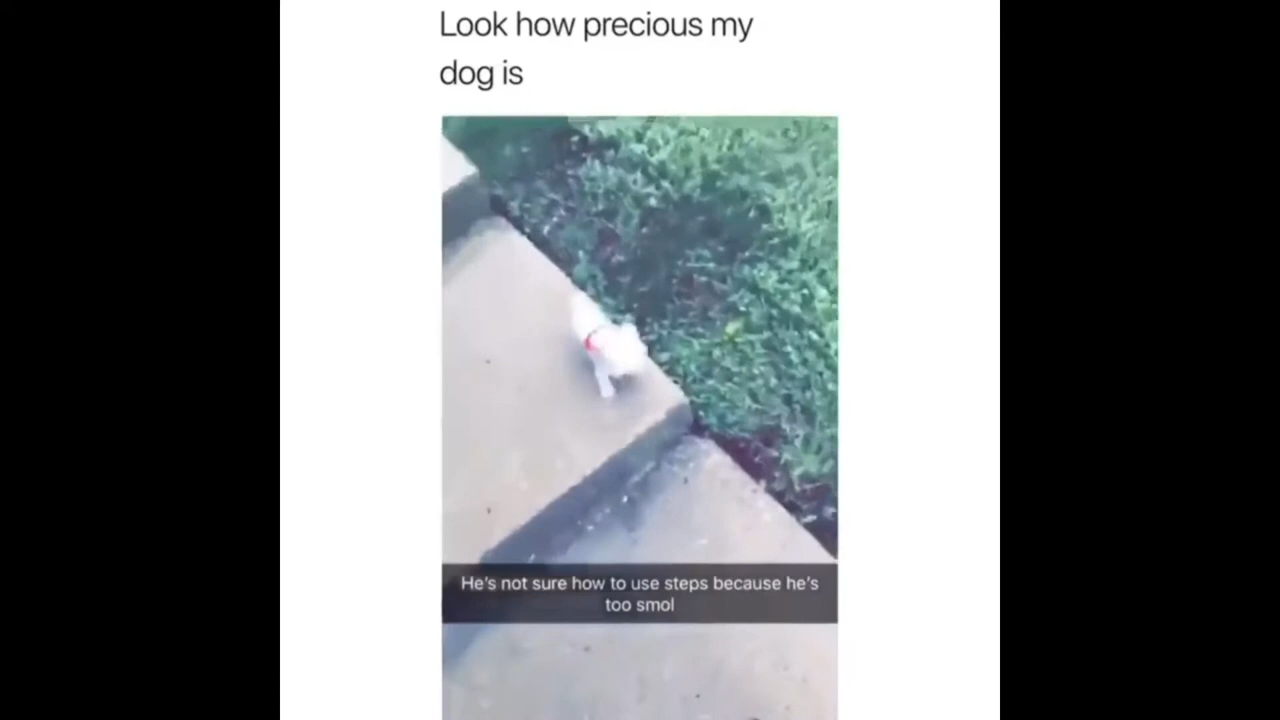 Look how precious my
dog is
He's not sure how to use steps because he's
too smol